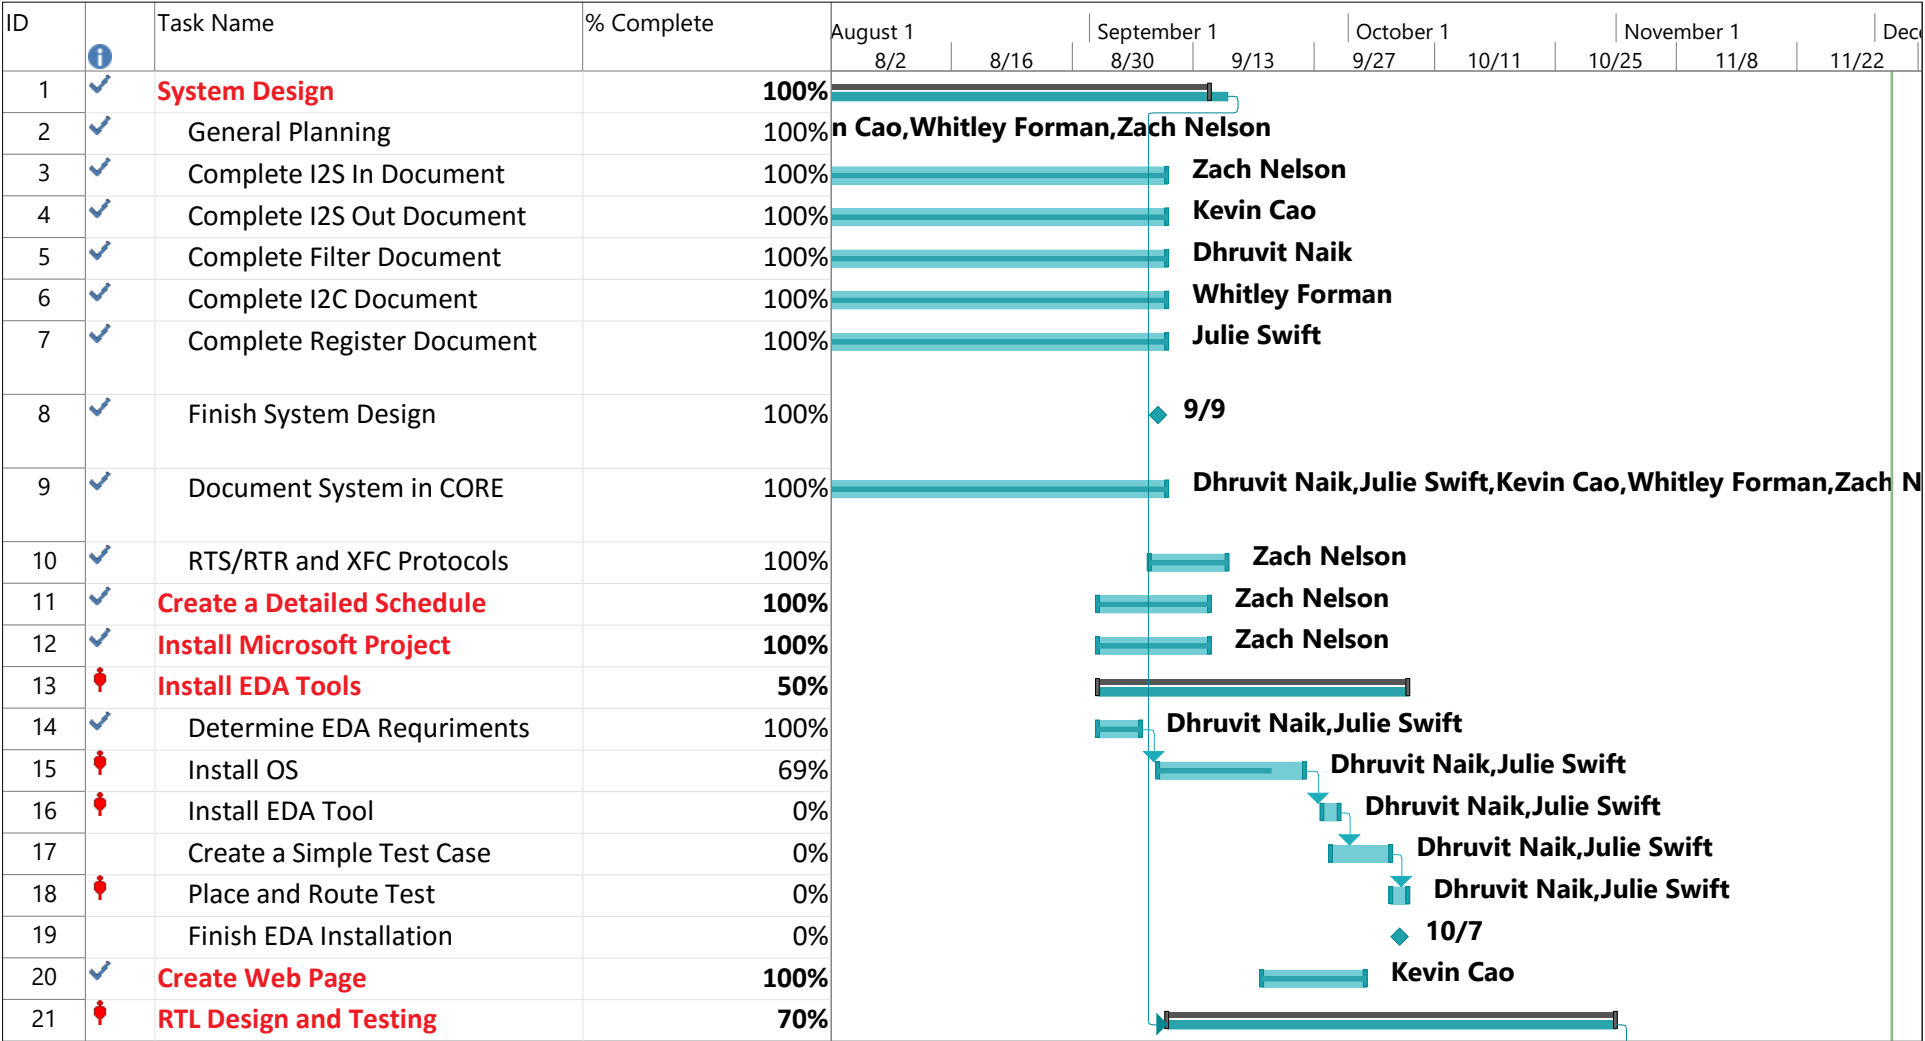 ID Task Name % Complete August 1 September 1 October 1 November 1 Dec
8/2 8/16 8/30 9/13 9/27 10/11 10/25 11/8 11/22
1 System Design 100%
2 General Planning 100% n Cao,Whitley Forman,Zach Nelson
3 Complete I2S In Document 100% Zach Nelson
4 Complete I2S Out Document 100% Kevin Cao
5 Complete Filter Document 100% Dhruvit Naik
6 Complete I2C Document 100% Whitley Forman
7 Complete Register Document 100% Julie Swift
8 Finish System Design 100% 9/9
9 Document System in CORE 100% Dhruvit Naik,Julie Swift,Kevin Cao,Whitley Forman,Zach N
10 RTS/RTR and XFC Protocols 100% Zach Nelson
11 Create a Detailed Schedule 100% Zach Nelson
12 Install Microsoft Project 100% Zach Nelson
13 Install EDA Tools 50%
14 Determine EDA Requriments 100% Dhruvit Naik,Julie Swift
15 Install OS 69% Dhruvit Naik,Julie Swift
16 Install EDA Tool 0% Dhruvit Naik,Julie Swift
17 Create a Simple Test Case 0% Dhruvit Naik,Julie Swift
18 Place and Route Test 0% Dhruvit Naik,Julie Swift
19 Finish EDA Installation 0% 10/7
20 Create Web Page 100% Kevin Cao
21 RTL Design and Testing 70%